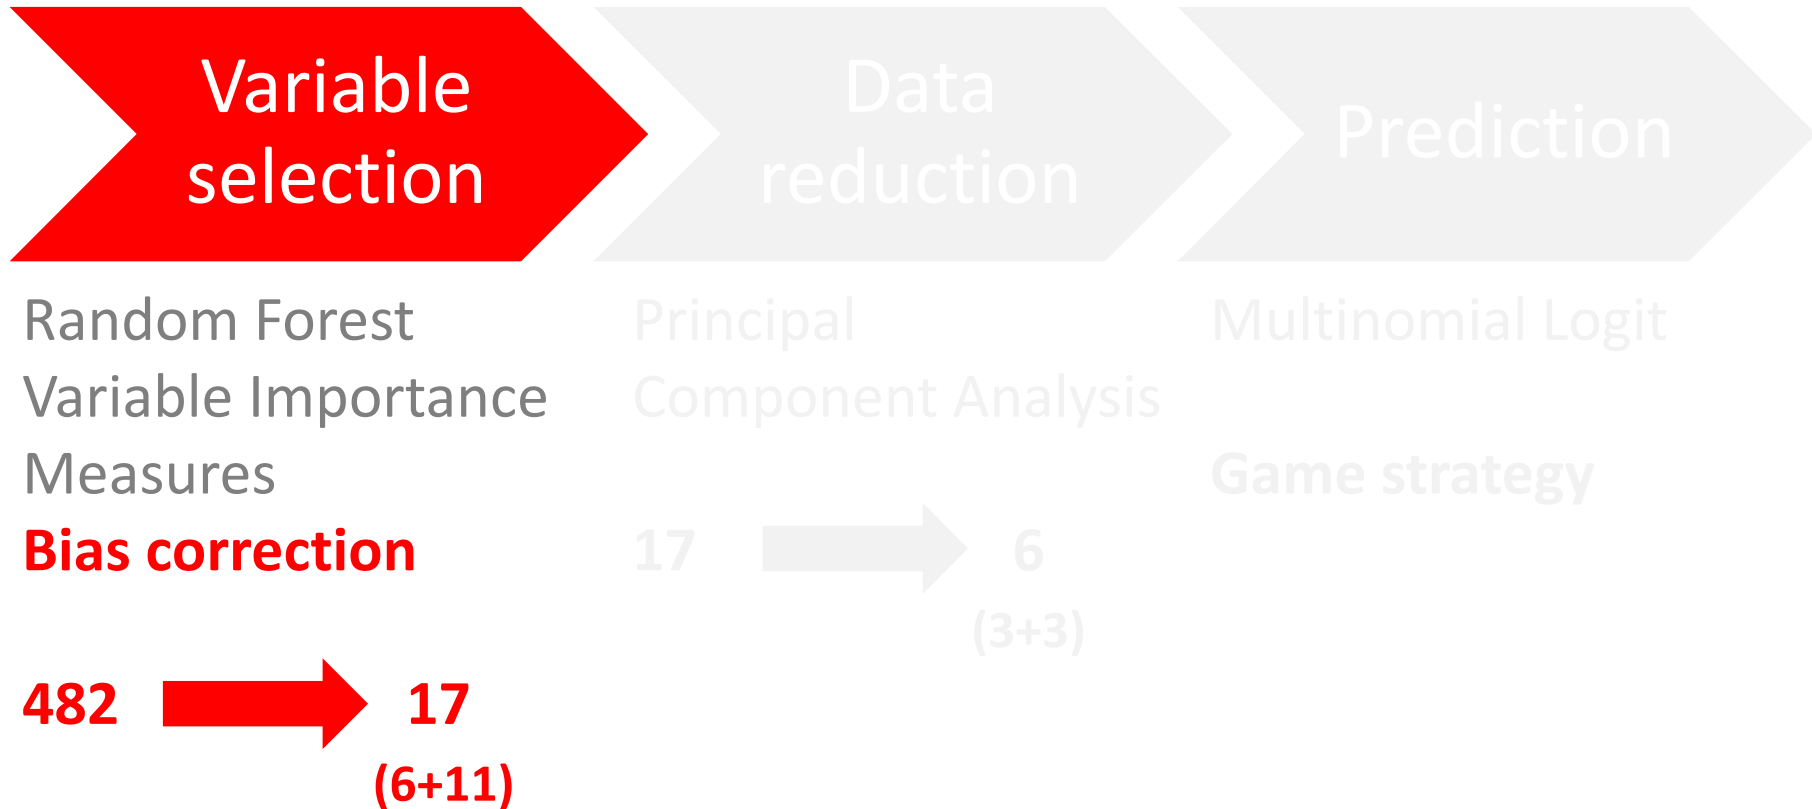 Variable
selection
Data
reduction
Prediction
Random Forest
Variable Importance
Measures
Bias correction
482 17
(6+11)
Principal
Component Analysis
17 6
(3+3)
Multinomial Logit
Game strategy